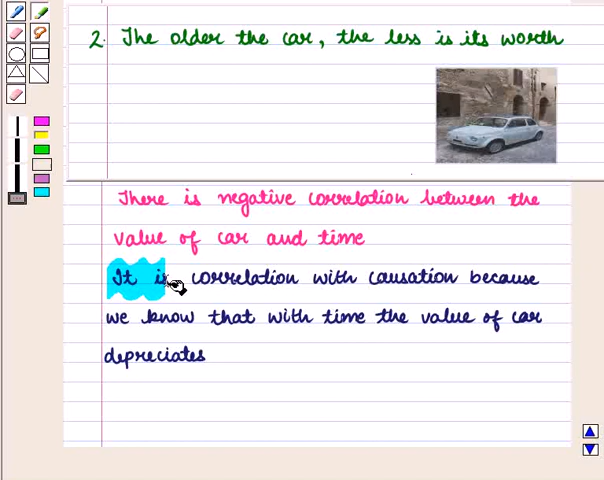 2. The older the car, the less is its worth
There is negative correlation between the
value of car and time
It is correlation with causation because
we know that with time the value of car
depreciates